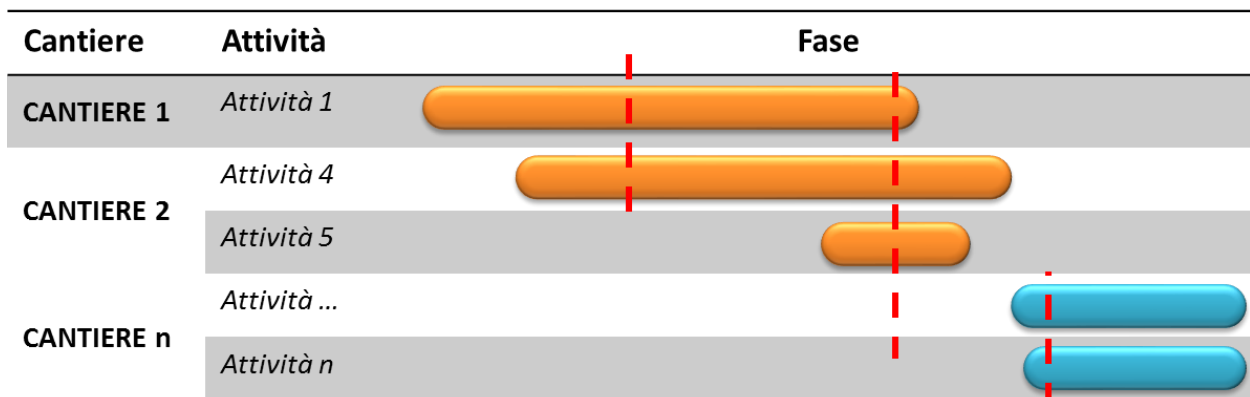 Cantiere Attività Fase
CANTIERE 1 Attività 1
CANTIERE 2 Attività 4
Attività 5
CANTIERE n Attività ...
Attività n